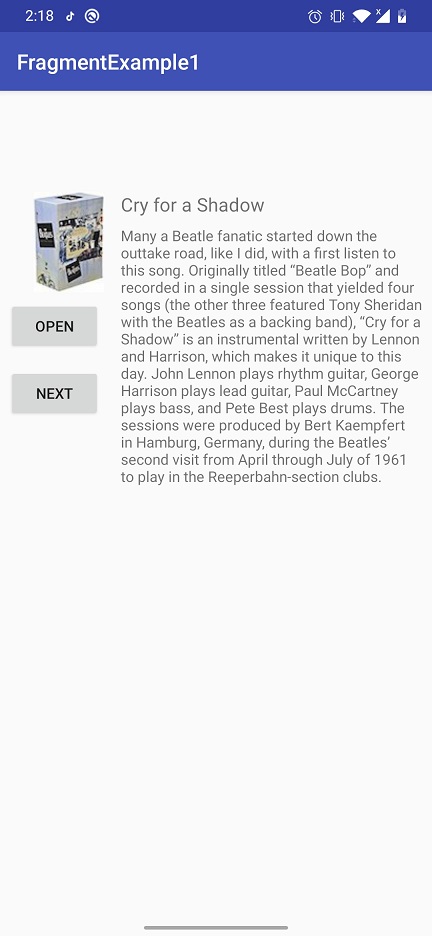 2:18
FragmentExample1
Cry for a Shadow
Many a Beatle fanatic started down the
outtake road, like I did, with a first listen to
this song. Originally titled “Beatle Bop” and
recorded in a single session that yielded four
songs (the other three featured Tony Sheridan
with the Beatles as a backing band), “Cry for a
Shadow” is an instrumental written by Lennon
and Harrison, which makes it unique to this
day. John Lennon plays rhythm guitar, George
Harrison plays lead guitar, Paul McCartney
plays bass, and Pete Best plays drums. The
sessions were produced by Bert Kaempfert
in Hamburg, Germany, during the Beatles’
second visit from April through July of 1961
to play in the Reeperbahn-section clubs.
OPEN
NEXT